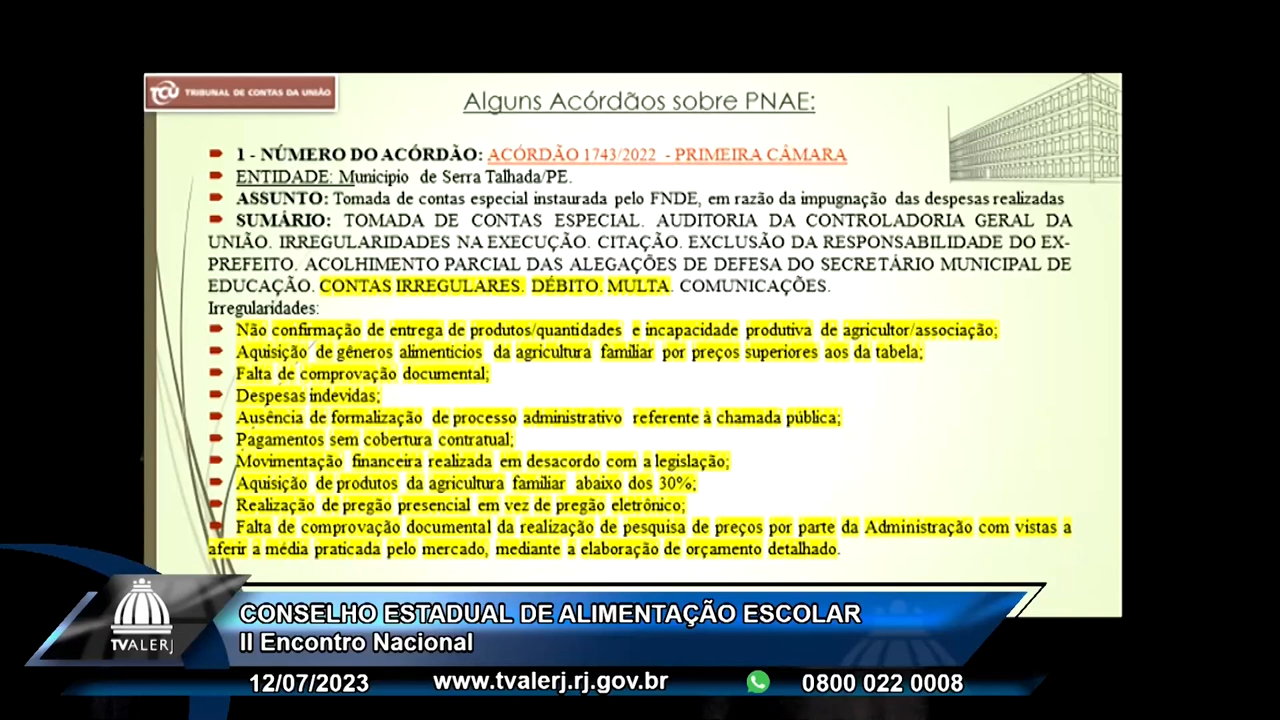 TCU TRIBUNAL DE CONTAS DA UNIÃO
Alguns Acórdãos sobre PNAE:
1 - NÚMERO DO ACÓRDÃO: ACÓRDÃO 1743/2022 - PRIMEIRA CÂMARA
ENTIDADE: Municipio de Serra Talhada/PE.
ASSUNTO: Tomada de contas especial instaurada pelo FNDE, em razão da impugnação das despesas realizadas
SUMÁRIO: TOMADA DE CONTAS ESPECIAL. AUDITORIA DA CONTROLADORIA GERAL DA
UNIÃO. IRREGULARIDADES NA EXECUÇÃO. CITAÇÃO. EXCLUSÃO DA RESPONSABILIDADE DO EX-
PREFEITO. ACOLHIMENTO PARCIAL DAS ALEGAÇÕES DE DEFESA DO SECRETÁRIO MUNICIPAL DE
EDUCAÇÃO. CONTAS IRREGULARES. DÉBITO. MULTA. COMUNICAÇÕES.
Irregularidades:
Não confirmação de entrega de produtos/quantidades e incapacidade produtiva de agricultor/associação;
Aquisição de gêneros alimenticios da agricultura familiar por preços superiores aos da tabela;
Falta de comprovação documental;
Despesas indevidas;
Ausência de formalização de processo administrativo referente à chamada pública;
Pagamentos sem cobertura contratual;
Movimentação financeira realizada em desacordo com a legislação;
Aquisição de produtos da agricultura familiar abaixo dos 30%;
Realização de pregão presencial em vez de pregão eletrônico;
Falta de comprovação documental da realização de pesquisa de preços por parte da Administração com vistas a
aferir a média praticada pelo mercado, mediante a elaboração de orçamento detalhado.
CONSELHO ESTADUAL DE ALIMENTAÇÃO ESCOLAR
II Encontro Nacional
TVALERJ
12/07/2023 www.tvalerj.rj.gov.br 0800 022 0008